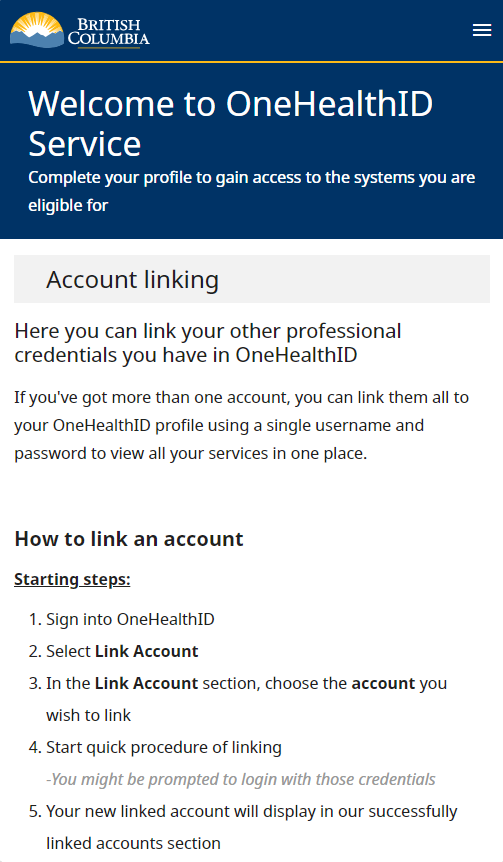 BRITISH
COLUMBIA
Welcome to OneHealthID
Service
Complete your profile to gain access to the systems you are
eligible for
Account linking
Here you can link your other professional
credentials you have in OneHealthID
If you've got more than one account, you can link them all to
your OneHealthID profile using a single username and
password to view all your services in one place.
How to link an account
Starting steps:
1. Sign into OneHealthID
2. Select Link Account
3. In the Link Account section, choose the account you
wish to link
4. Start quick procedure of linking
-You might be prompted to login with those credentials
5. Your new linked account will display in our successfully
linked accounts section